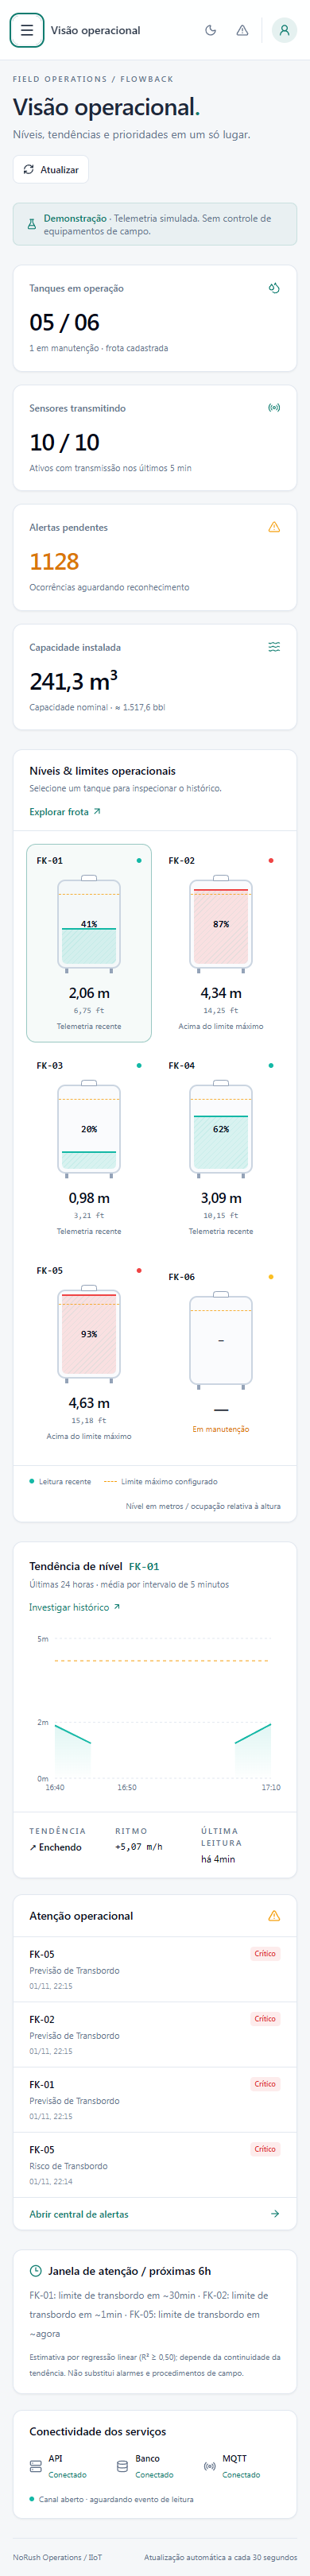 Visão operacional
FIELD OPERATIONS / FLOWBACK
Visão operacional.
Níveis, tendências e prioridades em um só lugar.
Atualizar
Demonstração · Telemetria simulada. Sem controle de
equipamentos de campo.
Tanques em operação
05 / 06
1 em manutenção · frota cadastrada
Sensores transmitindo
10 / 10
Ativos com transmissão nos últimos 5 min
Alertas pendentes
1128
Ocorrências aguardando reconhecimento
Capacidade instalada
241,3 m³
Capacidade nominal · ≈ 1.517,6 bbl
Níveis & limites operacionais
Selecione um tanque para inspecionar o histórico.
Explorar frota
FK-01 FK-02
41% 87%
2,06 m 4,34 m
6,75 ft 14,25 ft
Telemetria recente Acima do limite máximo
FK-03 FK-04
20% 62%
0,98 m 3,09 m
3,21 ft 10,15 ft
Telemetria recente Telemetria recente
FK-05 FK-06
93% —
4,63 m —
15,18 ft Em manutenção
Acima do limite máximo
Leitura recente Limite máximo configurado
Nível em metros / ocupação relativa à altura
Tendência de nível FK-01
Últimas 24 horas · média por intervalo de 5 minutos
Investigar histórico
5m
2m
0m
16:40 16:50 17:10
TENDÊNCIA RITMO ÚLTIMA
LEITURA
↗ Enchendo +5,07 m/h há 4min
Atenção operacional
FK-05 Crítico
Previsão de Transbordo
01/11, 22:15
FK-02 Crítico
Previsão de Transbordo
01/11, 22:15
FK-01 Crítico
Previsão de Transbordo
01/11, 22:15
FK-05 Crítico
Risco de Transbordo
01/11, 22:14
Abrir central de alertas
Janela de atenção / próximas 6h
FK-01: limite de transbordo em ~30min · FK-02: limite de
transbordo em ~1min · FK-05: limite de transbordo em
~agora
Estimativa por regressão linear (R² ≥ 0,50); depende da continuidade da
tendência. Não substitui alarmes e procedimentos de campo.
Conectividade dos serviços
API Banco MQTT
Conectado Conectado Conectado
Canal aberto · aguardando evento de leitura
NoRush Operations / IIoT Atualização automática a cada 30 segundos